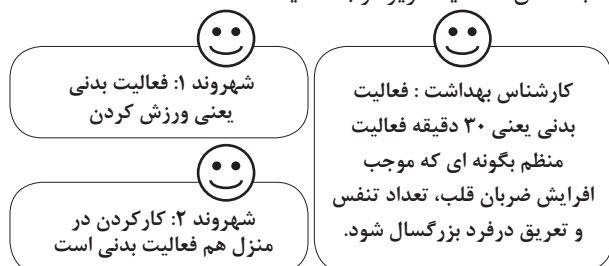 کارشناس بهداشت : فعالیت
بدنی یعنی ۳۰ دقیقه فعالیت
منظم بگونه ای که موجب
افرایش ضربان قلب، تعداد تنفس
و تعریق درفرد بزرگسال شود.
شهروند ۱: فعالیت بدنی
یعنی ورزش کردن
شهروند ۲: کارکردن در
منزل هم فعالیت بدنی است